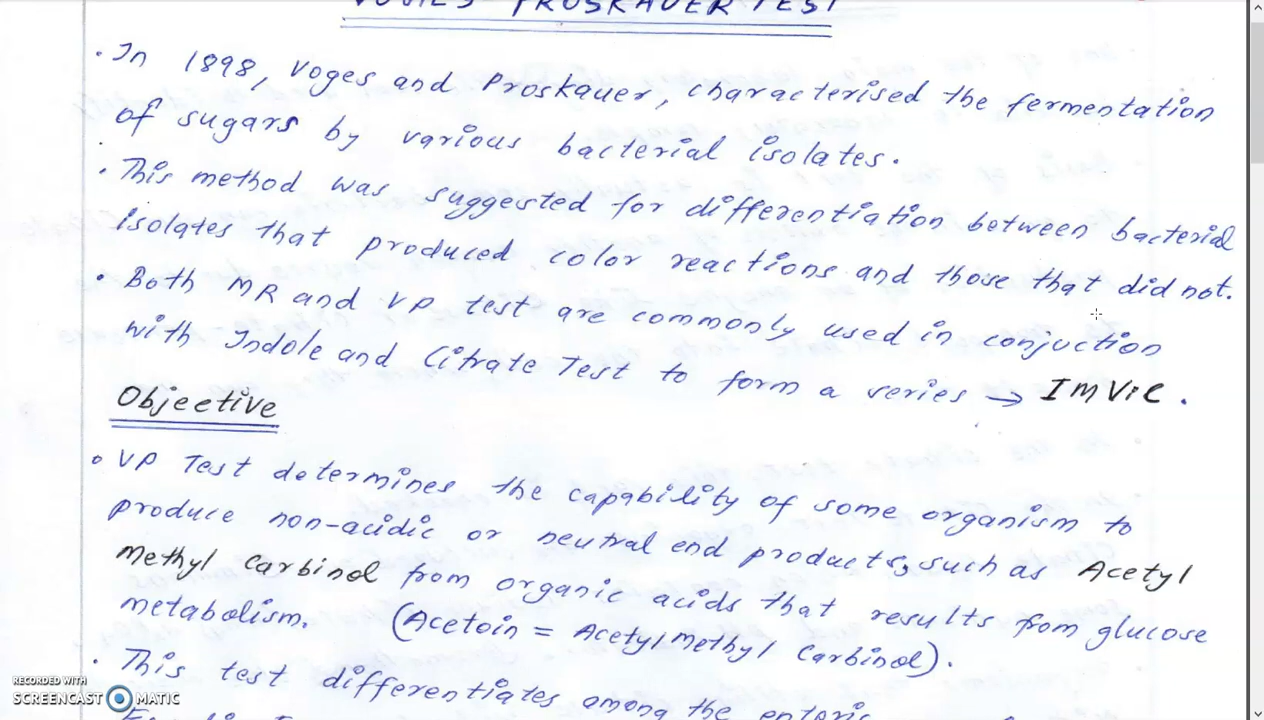 VOGES PROSKAUER TEST
• In 1898, Voges and Proskauer, characterised the fermentation
of sugars by various bacterial isolates.
• This method was suggested for differentiation between bacterial
isolates that produced color reactions and those that did not.
• Both MR and VP test are commonly used in conjuction
with Indole and Citrate Test to form a series → IMViC.
Objective
• VP Test determines the capability of some organism to
produce non-acidic or neutral end products, such as Acetyl
Methyl Carbinol from organic acids that results from glucose
metabolism. (Acetoin = Acetyl Methyl Carbinol).
• This test differentiates among the enteric
RECORDED WITH
SCREENCAST MATIC